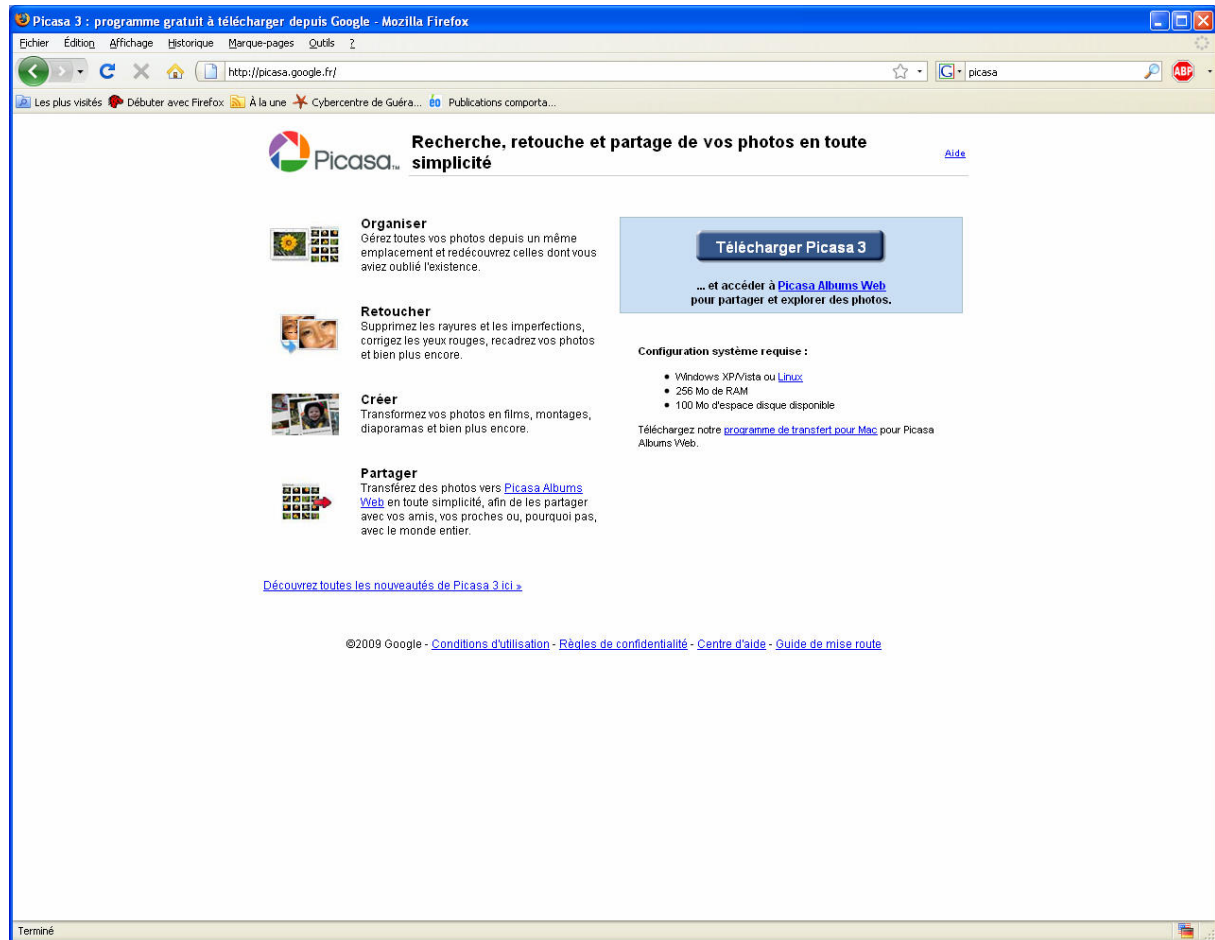 Picasa 3 : programme gratuit à télécharger depuis Google - Mozilla Firefox
Fichier Édition Affichage Historique Marque-pages Outils ?
http://picasa.google.fr/
picasa
ABP
Les plus visités Débuter avec Firefox À la une Cybercentre de Guéra... éo Publications comporta...
Picasa™
Recherche, retouche et partage de vos photos en toute
simplicité
Aide
Organiser
Gérez toutes vos photos depuis un même
emplacement et redécouvrez celles dont vous
aviez oublié l'existence.
Retoucher
Supprimez les rayures et les imperfections,
corrigez les yeux rouges, recadrez vos photos
et bien plus encore.
Créer
Transformez vos photos en films, montages,
diaporamas et bien plus encore.
Partager
Transférez des photos vers Picasa Albums
Web en toute simplicité, afin de les partager
avec vos amis, vos proches ou, pourquoi pas,
avec le monde entier.
Télécharger Picasa 3
... et accéder à Picasa Albums Web
pour partager et explorer des photos.
Configuration système requise :
• Windows XP/Vista ou Linux
• 256 Mo de RAM
• 100 Mo d'espace disque disponible
Téléchargez notre programme de transfert pour Mac pour Picasa
Albums Web.
Découvrez toutes les nouveautés de Picasa 3 ici »
©2009 Google - Conditions d'utilisation - Règles de confidentialité - Centre d'aide - Guide de mise route
Terminé